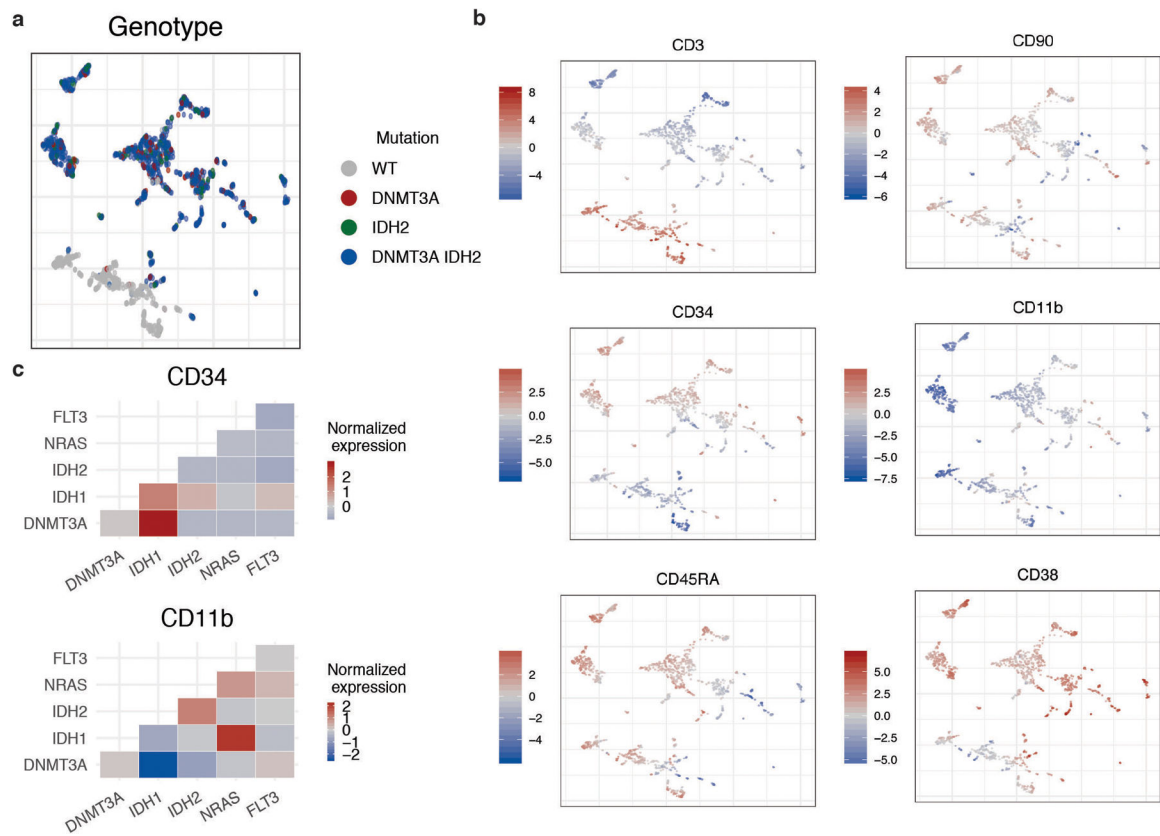 a
Genotype
Mutation
WT
DNMT3A
IDH2
DNMT3A IDH2
b
CD3
8
4
0
−4
CD90
4
2
0
−2
−4
−6
CD34
2.5
0.0
−2.5
−5.0
CD11b
2.5
0.0
−2.5
−5.0
−7.5
CD45RA
2
0
−2
−4
CD38
5.0
2.5
0.0
−2.5
−5.0
c
CD34
FLT3
NRAS
IDH2
IDH1
DNMT3A
DNMT3A IDH1 IDH2 NRAS FLT3
Normalized
expression
2
1
0
CD11b
FLT3
NRAS
IDH2
IDH1
DNMT3A
DNMT3A IDH1 IDH2 NRAS FLT3
Normalized
expression
2
1
0
−1
−2